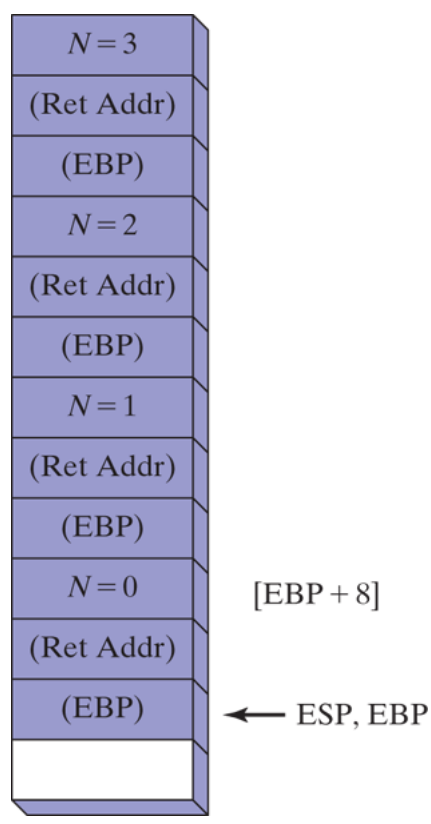 N = 3
(Ret Addr)
(EBP)
N = 2
(Ret Addr)
(EBP)
N = 1
(Ret Addr)
(EBP)
N = 0 [EBP + 8]
(Ret Addr)
(EBP) ESP, EBP